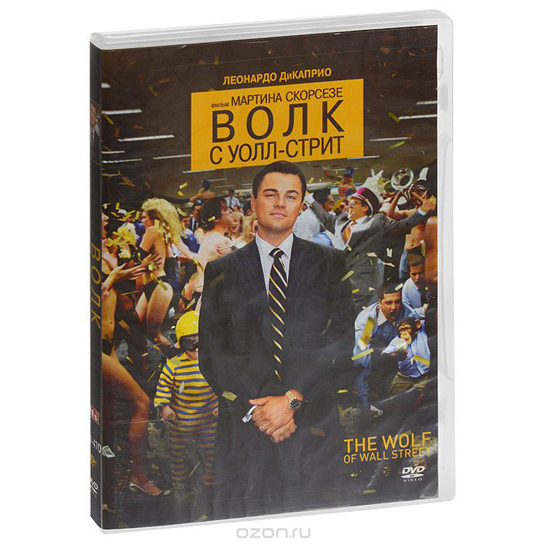 ЛЕОНАРДО ДиКАПРИО
ФИЛЬМ МАРТИНА СКОРСЕЗЕ
ВОЛК
С УОЛЛ-СТРИТ
ВОЛК
THE WOLF
OF WALL STREET
DVD
VIDEO
ozon.ru